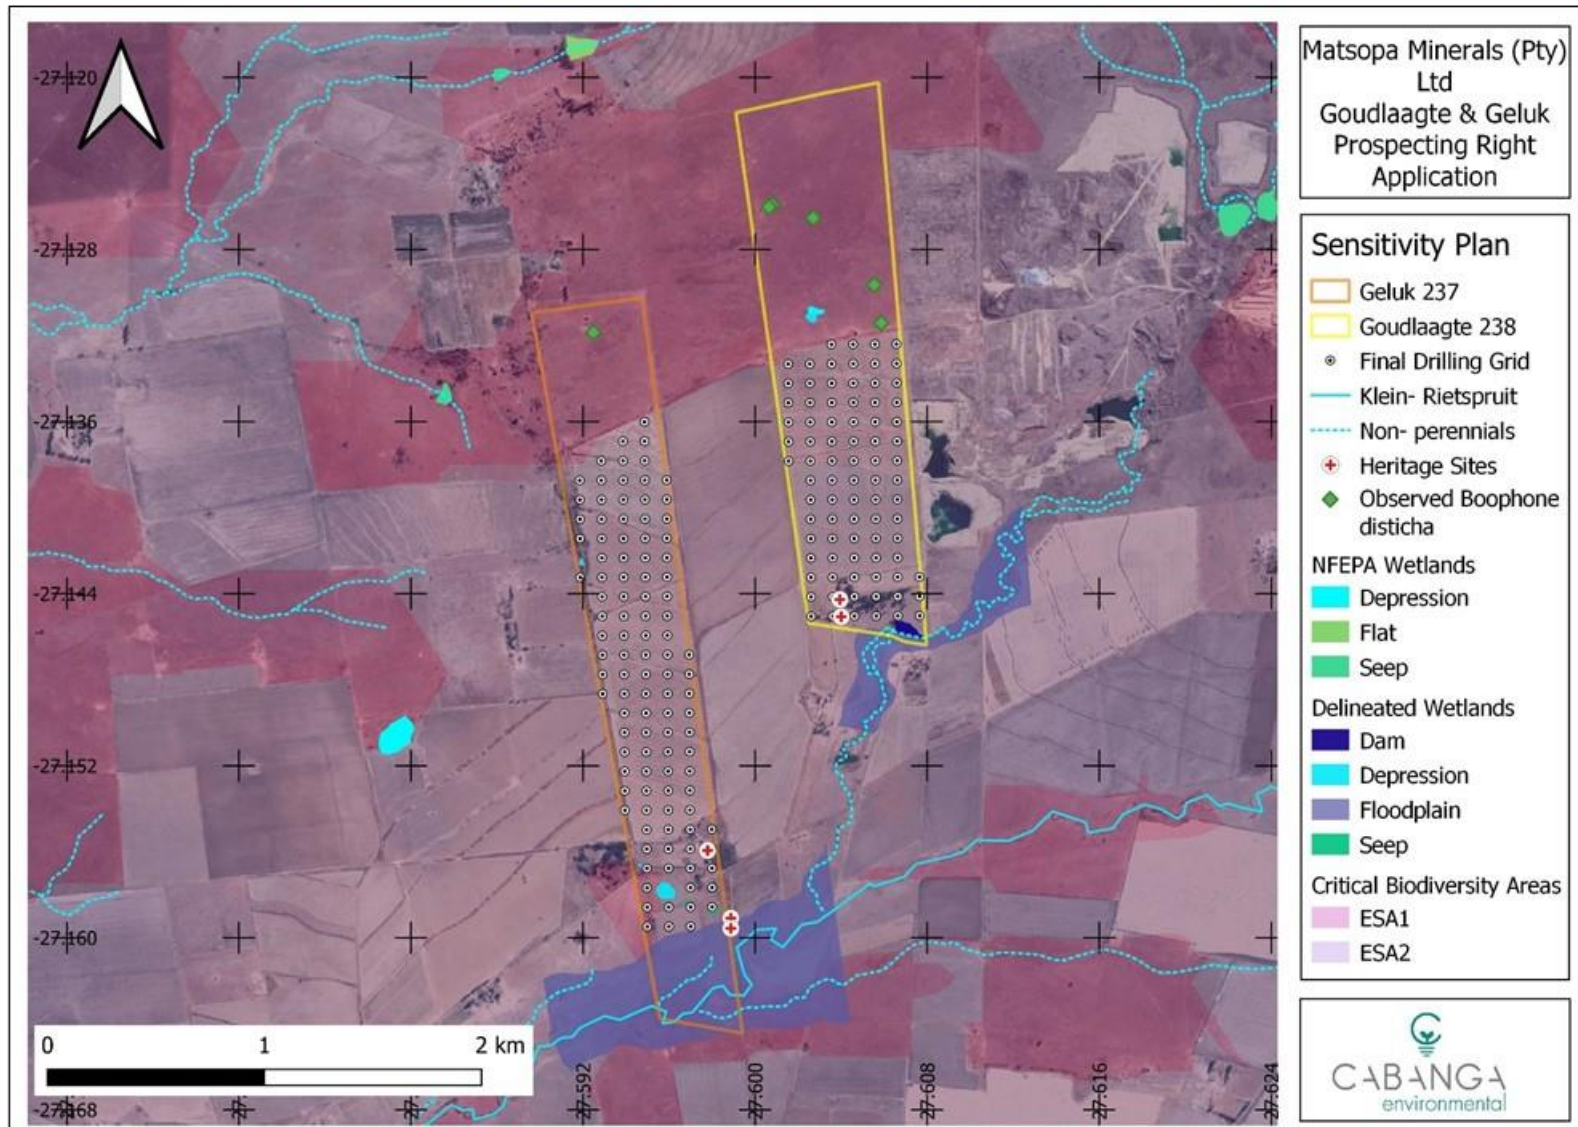 Matsopa Minerals (Pty)
Ltd
Goudlaagte & Geluk
Prospecting Right
Application
Sensitivity Plan
Geluk 237
Goudlaagte 238
Final Drilling Grid
Klein- Rietspruit
Non- perennials
Heritage Sites
Observed Boophone
disticha
NFEPA Wetlands
Depression
Flat
Seep
Delineated Wetlands
Dam
Depression
Floodplain
Seep
Critical Biodiversity Areas
ESA1
ESA2
CABANGA
environmental
-27.120
-27.128
-27.136
-27.144
-27.152
-27.160
-27.168
0 1 2 km
27.592
27.600
27.608
27.616
27.624